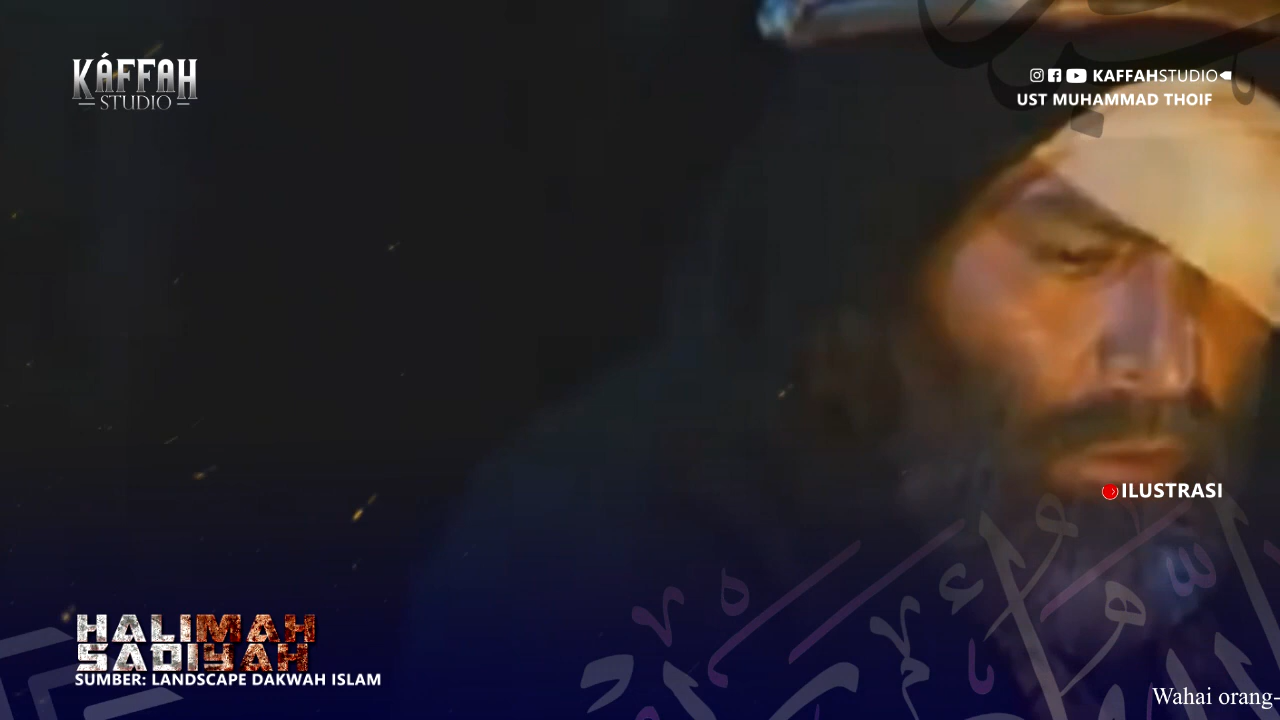 KÁFFAH
STUDIO
KAFFAHSTUDIO
UST MUHAMMAD THOIF
ILUSTRASI
HALIMAH
SADIYAH
SUMBER: LANDSCAPE DAKWAH ISLAM
Wahai orang-